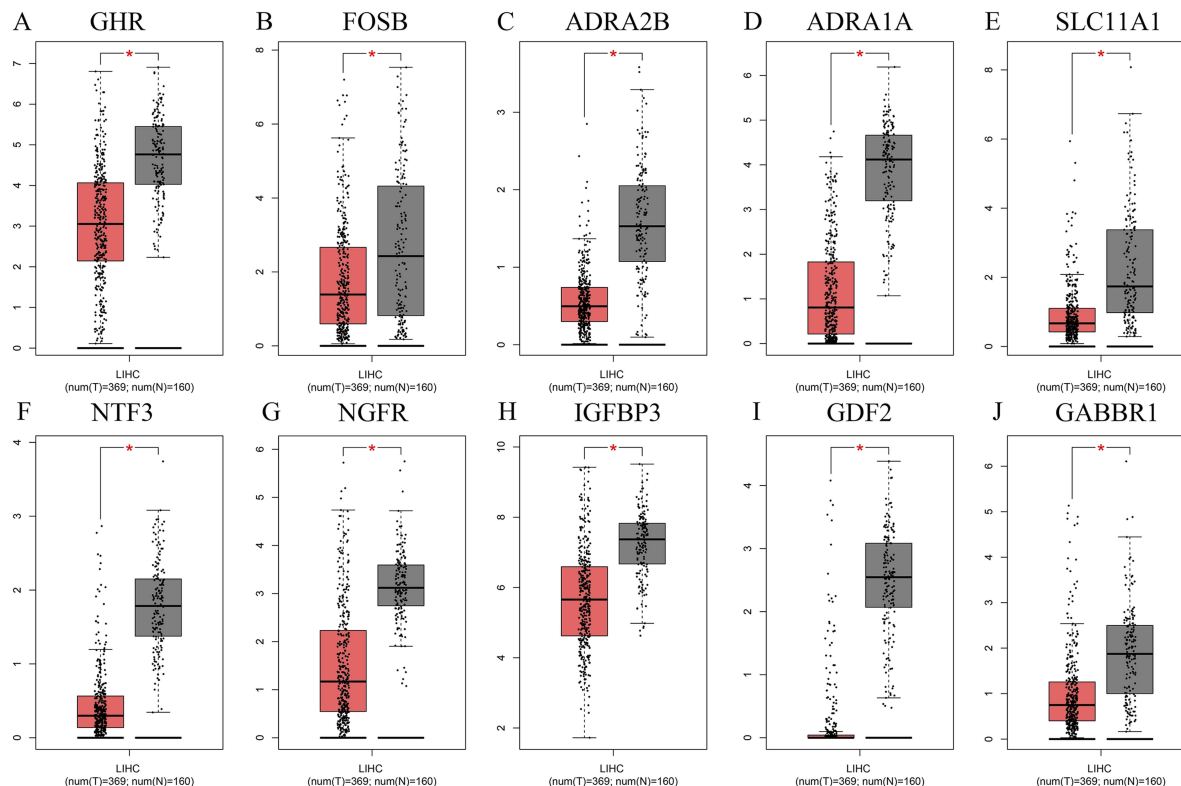 A GHR
*
7
6
5
4
3
2
1
0
LIHC
(num(T)=369; num(N)=160)
B FOSB
*
8
6
4
2
0
LIHC
(num(T)=369; num(N)=160)
C ADRA2B
*
3
2
1
0
LIHC
(num(T)=369; num(N)=160)
D ADRA1A
*
6
5
4
3
2
1
0
LIHC
(num(T)=369; num(N)=160)
E SLC11A1
*
8
6
4
2
0
LIHC
(num(T)=369; num(N)=160)
F NTF3
*
4
3
2
1
0
LIHC
(num(T)=369; num(N)=160)
G NGFR
*
6
5
4
3
2
1
0
LIHC
(num(T)=369; num(N)=160)
H IGFBP3
*
10
8
6
4
2
LIHC
(num(T)=369; num(N)=160)
I GDF2
*
4
3
2
1
0
LIHC
(num(T)=369; num(N)=160)
J GABBR1
*
6
5
4
3
2
1
0
LIHC
(num(T)=369; num(N)=160)